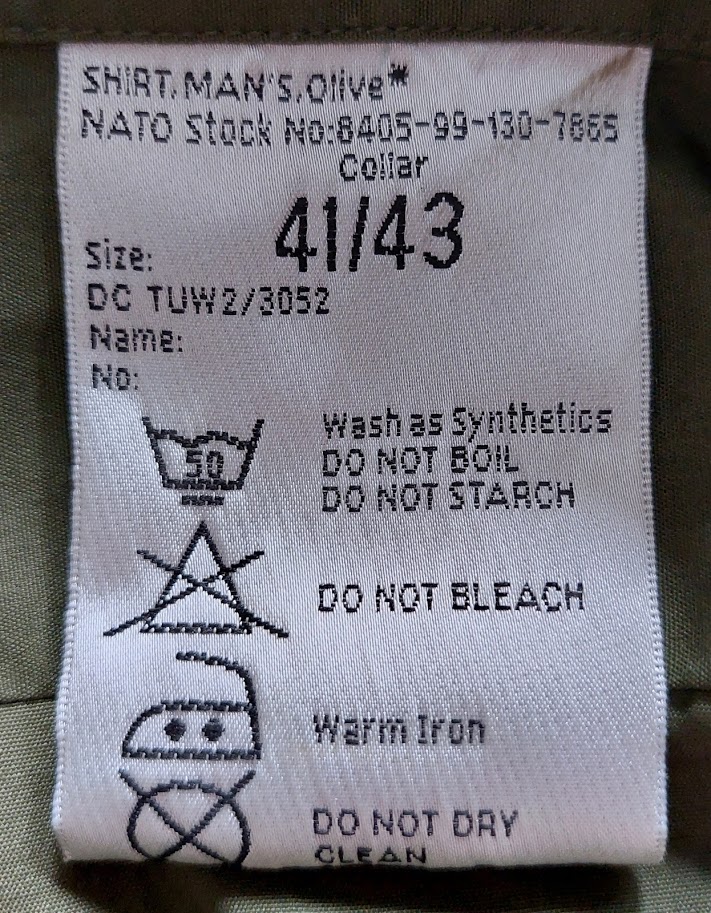 SHIRT, MAN'S, Olive*
NATO Stock No:8405-99-130-7865
Collar
Size: 41/43
DC TUW2/3052
Name:
No:
50
Wash as Synthetics
DO NOT BOIL
DO NOT STARCH
DO NOT BLEACH
Warm Iron
DO NOT DRY
CLEAN